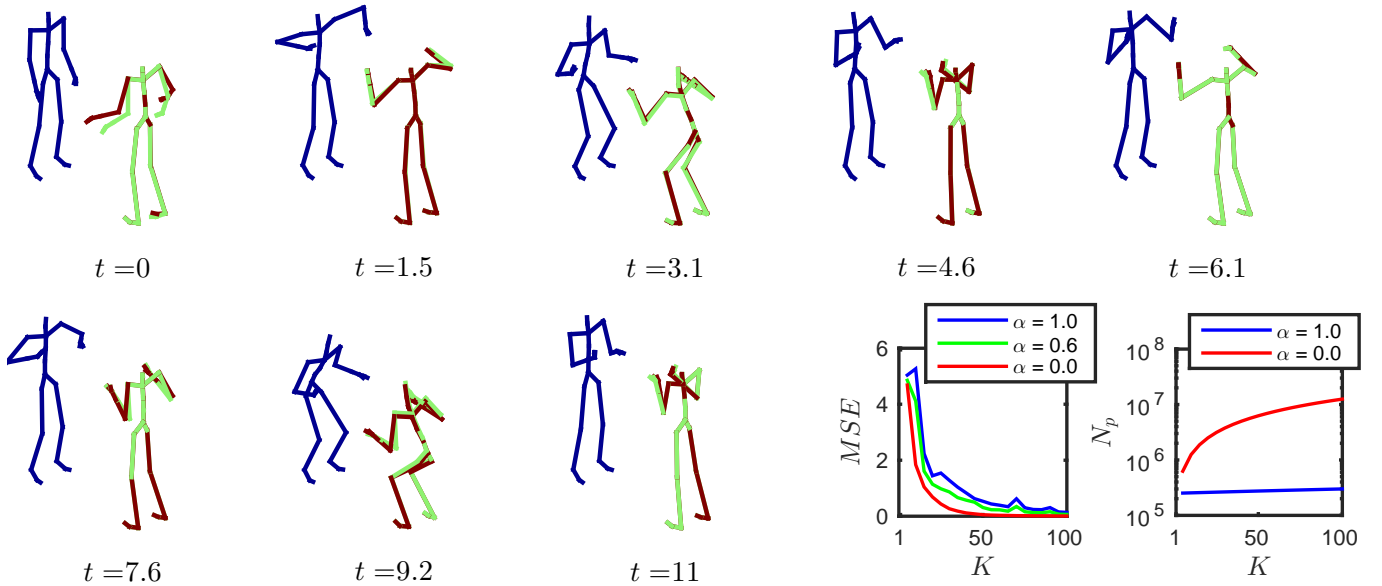 t =0
t =1.5
t =3.1
t =4.6
t =6.1
t =7.6
t =9.2
t =11
α = 1.0
α = 0.6
α = 0.0
MSE
6
4
2
0
1
50
100
K
α = 1.0
α = 0.0
N_p
10^8
10^7
10^6
10^5
1
50
100
K